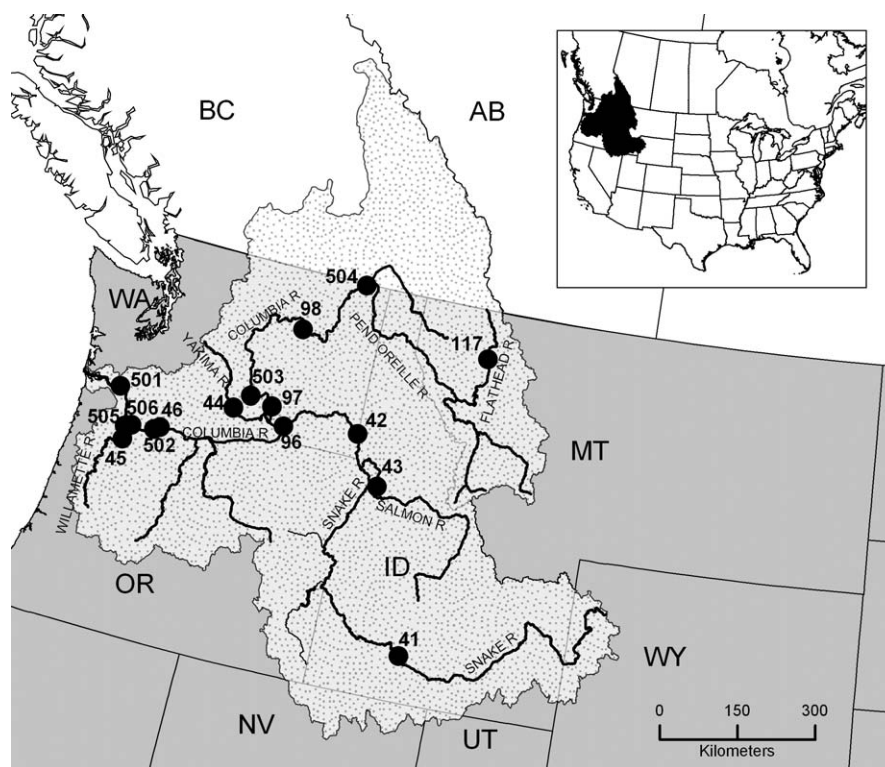 BC
AB
504
COLUMBIA R
98
WA
PEND OREILLE R
117
FLATHEAD R
YAKIMA R
501
503
44
97
505
506
46
42
COLUMBIA R
502
96
45
MT
43
WILLAMETTE R
SNAKE R
SALMON R
ID
OR
41
SNAKE R
WY
0 150 300
Kilometers
NV
UT